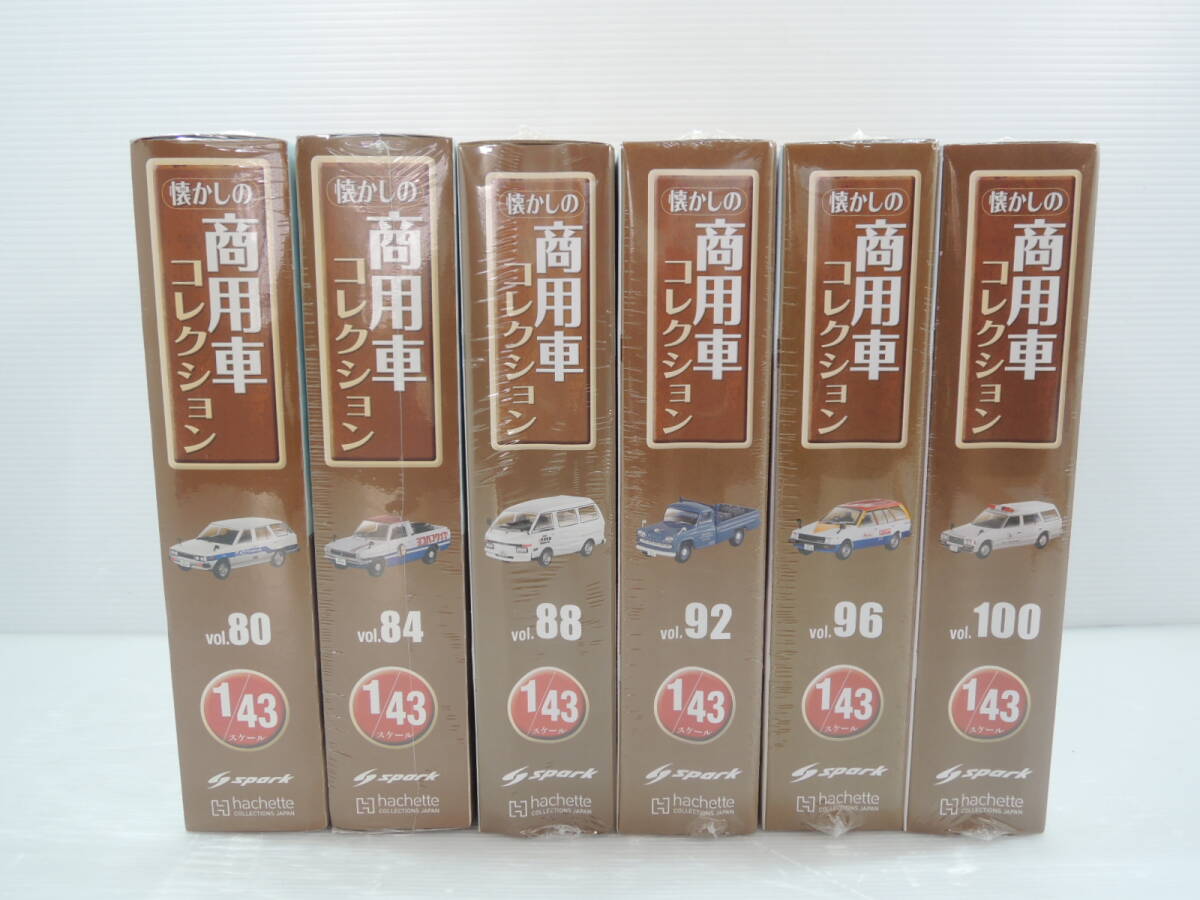 懐かしの
商用車
コレクション
vol.80
1/43
スケール
spark
hachette
COLLECTIONS JAPAN
懐かしの
商用車
コレクション
vol.84
1/43
スケール
spark
hachette
COLLECTIONS JAPAN
懐かしの
商用車
コレクション
vol.88
1/43
スケール
spark
hachette
COLLECTIONS JAPAN
懐かしの
商用車
コレクション
vol.92
1/43
スケール
spark
hachette
COLLECTIONS JAPAN
懐かしの
商用車
コレクション
vol.96
1/43
スケール
spark
hachette
COLLECTIONS JAPAN
懐かしの
商用車
コレクション
vol.100
1/43
スケール
spark
hachette
COLLECTIONS JAPAN